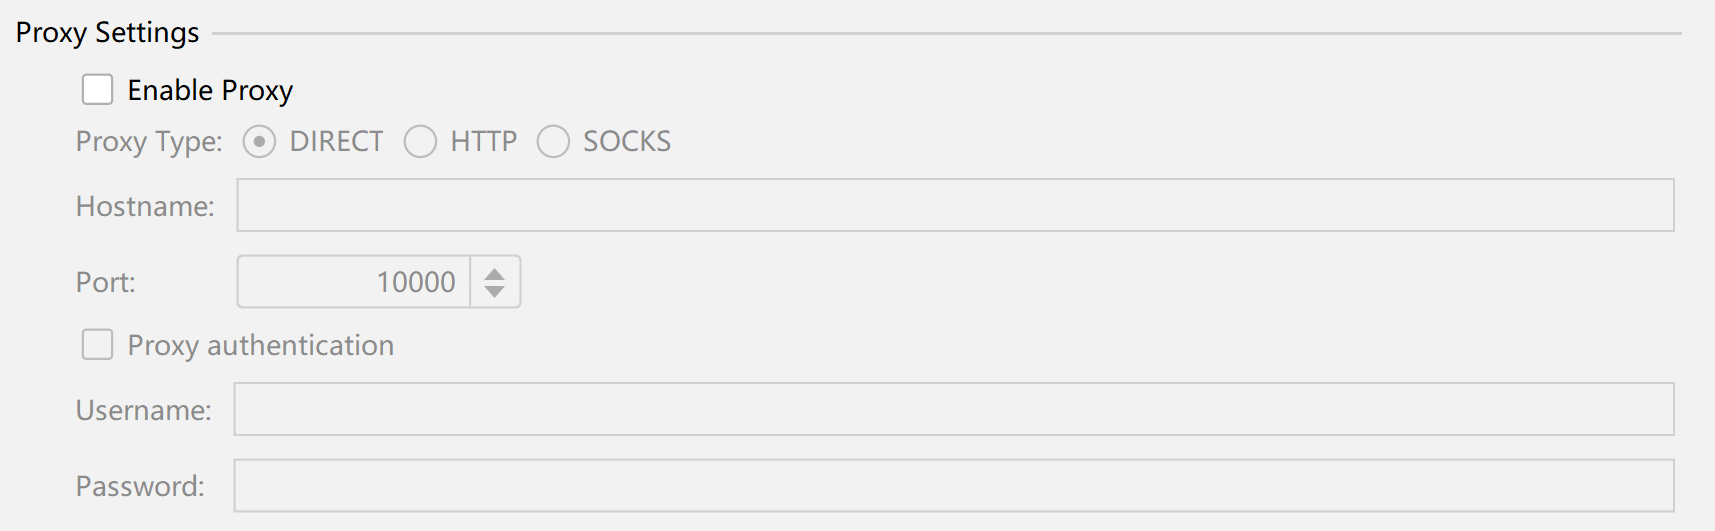 Proxy Settings
Enable Proxy
Proxy Type: DIRECT HTTP SOCKS
Hostname:
Port: 10000
Proxy authentication
Username:
Password: